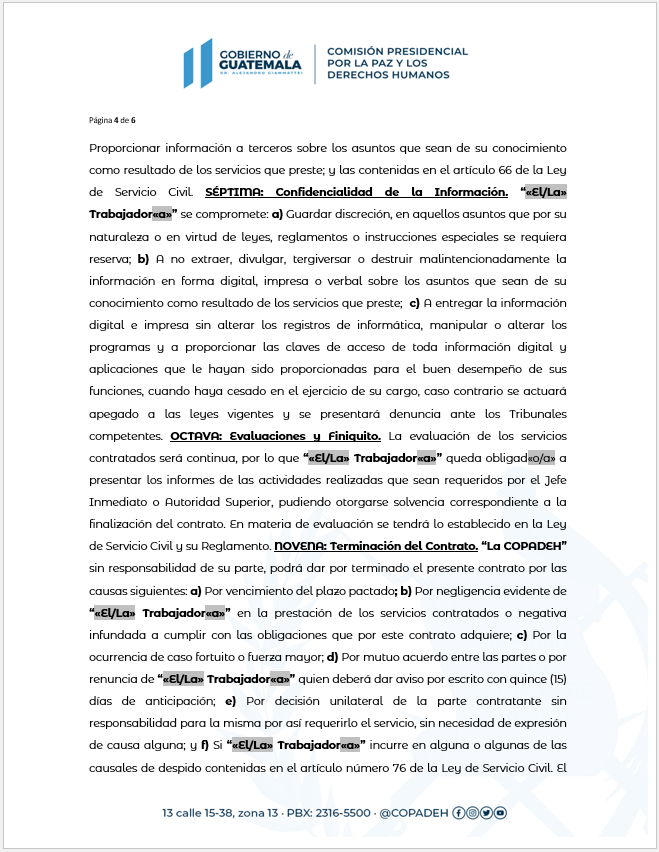 GOBIERNO de
GUATEMALA
DR. ALEJANDRO GIAMMATTEI
COMISIÓN PRESIDENCIAL
POR LA PAZ Y LOS
DERECHOS HUMANOS
Página 4 de 6
Proporcionar información a terceros sobre los asuntos que sean de su conocimiento
como resultado de los servicios que preste; y las contenidas en el artículo 66 de la Ley
de Servicio Civil. SÉPTIMA: Confidencialidad de la Información. “«El/La»
Trabajador«a»” se compromete: a) Guardar discreción, en aquellos asuntos que por su
naturaleza o en virtud de leyes, reglamentos o instrucciones especiales se requiera
reserva; b) A no extraer, divulgar, tergiversar o destruir malintencionadamente la
información en forma digital, impresa o verbal sobre los asuntos que sean de su
conocimiento como resultado de los servicios que preste; c) A entregar la información
digital e impresa sin alterar los registros de informática, manipular o alterar los
programas y a proporcionar las claves de acceso de toda información digital y
aplicaciones que le hayan sido proporcionadas para el buen desempeño de sus
funciones, cuando haya cesado en el ejercicio de su cargo, caso contrario se actuará
apegado a las leyes vigentes y se presentará denuncia ante los Tribunales
competentes. OCTAVA: Evaluaciones y Finiquito. La evaluación de los servicios
contratados será continua, por lo que “«El/La» Trabajador«a»” queda obligad«o/a» a
presentar los informes de las actividades realizadas que sean requeridos por el Jefe
Inmediato o Autoridad Superior, pudiendo otorgarse solvencia correspondiente a la
finalización del contrato. En materia de evaluación se tendrá lo establecido en la Ley
de Servicio Civil y su Reglamento. NOVENA: Terminación del Contrato. “La COPADEH”
sin responsabilidad de su parte, podrá dar por terminado el presente contrato por las
causas siguientes: a) Por vencimiento del plazo pactado; b) Por negligencia evidente de
“«El/La» Trabajador«a»” en la prestación de los servicios contratados o negativa
infundada a cumplir con las obligaciones que por este contrato adquiere; c) Por la
ocurrencia de caso fortuito o fuerza mayor; d) Por mutuo acuerdo entre las partes o por
renuncia de “«El/La» Trabajador«a»” quien deberá dar aviso por escrito con quince (15)
días de anticipación; e) Por decisión unilateral de la parte contratante sin
responsabilidad para la misma por así requerirlo el servicio, sin necesidad de expresión
de causa alguna; y f) Si “«El/La» Trabajador«a»” incurre en alguna o algunas de las
causales de despido contenidas en el artículo número 76 de la Ley de Servicio Civil. El
13 calle 15-38, zona 13 · PBX: 2316-5500 · @COPADEH